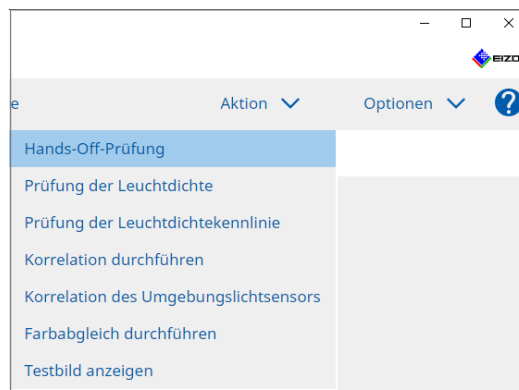 EIZO
e
Aktion
Optionen
?
Hands-Off-Prüfung
Prüfung der Leuchtdichte
Prüfung der Leuchtdichtekennlinie
Korrelation durchführen
Korrelation des Umgebungslichtsensors
Farbabgleich durchführen
Testbild anzeigen